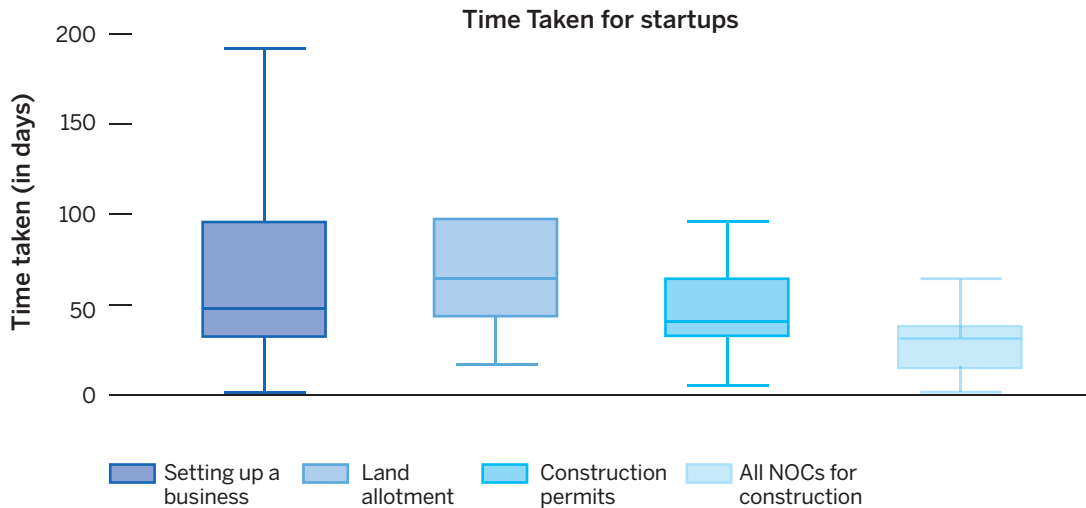 Time Taken for startups
Time taken (in days)
200
150
100
50
0
Setting up a
business
Land
allotment
Construction
permits
All NOCs for
construction